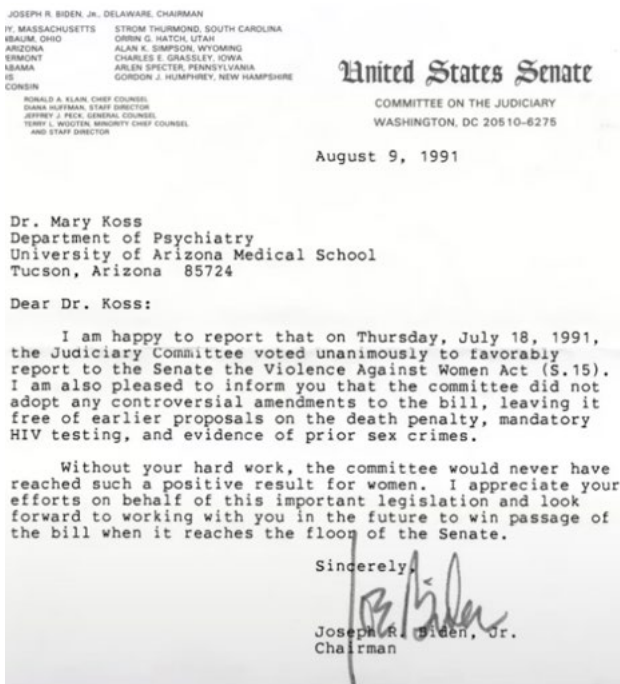 JOSEPH R. BIDEN, JR., DELAWARE, CHAIRMAN
MASSACHUSETTS STROM THURMOND, SOUTH CAROLINA
OHIO ORRIN G. HATCH, UTAH
ARIZONA ALAN K. SIMPSON, WYOMING
CHARLES E. GRASSLEY, IOWA
ARLEN SPECTER, PENNSYLVANIA
GORDON J. HUMPHREY, NEW HAMPSHIRE
RONALD A. KLAIN, CHIEF COUNSEL
DIANA HUFFMAN, STAFF DIRECTOR
JEFFREY J. PECK, GENERAL COUNSEL
TERRY L. WOOTEN, MINORITY CHIEF COUNSEL
AND STAFF DIRECTOR
United States Senate
COMMITTEE ON THE JUDICIARY
WASHINGTON, DC 20510–6275
August 9, 1991
Dr. Mary Koss
Department of Psychiatry
University of Arizona Medical School
Tucson, Arizona 85724
Dear Dr. Koss:
I am happy to report that on Thursday, July 18, 1991,
the Judiciary Committee voted unanimously to favorably
report to the Senate the Violence Against Women Act (S.15).
I am also pleased to inform you that the committee did not
adopt any controversial amendments to the bill, leaving it
free of earlier proposals on the death penalty, mandatory
HIV testing, and evidence of prior sex crimes.
Without your hard work, the committee would never have
reached such a positive result for women. I appreciate your
efforts on behalf of this important legislation and look
forward to working with you in the future to win passage of
the bill when it reaches the floor of the Senate.
Sincerely,
Joe Biden
Joseph R. Biden, Jr.
Chairman